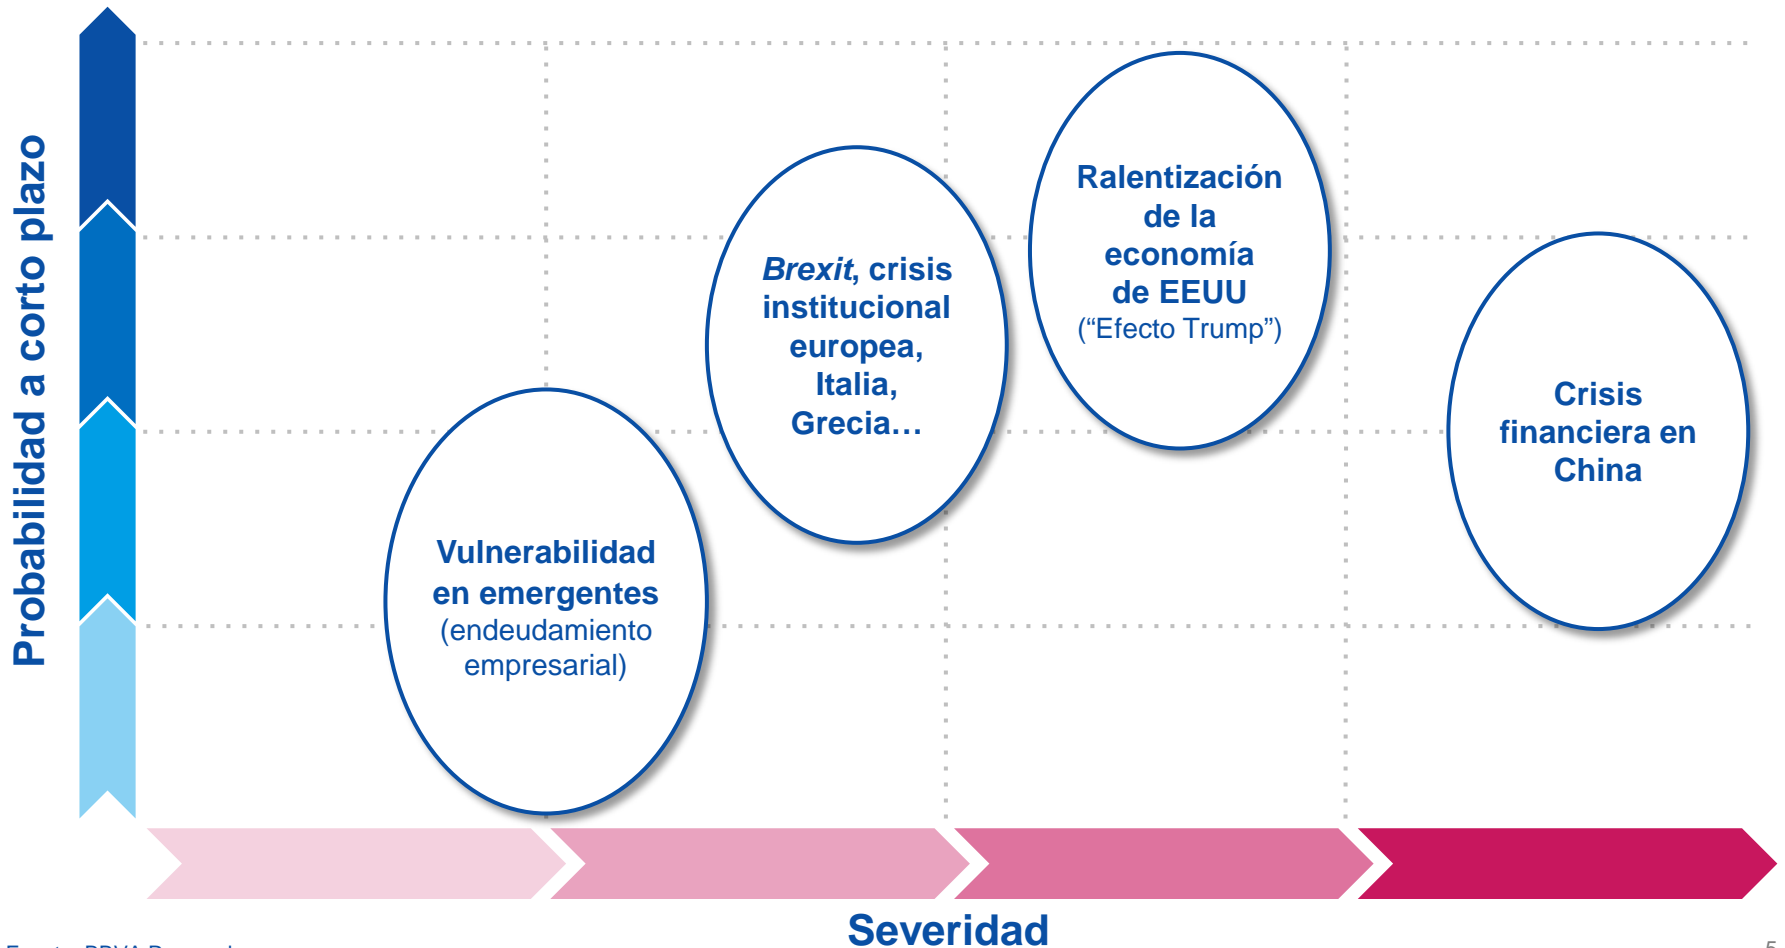 Probabilidad a corto plazo
Ralentización
de la
economía
de EEUU
(“Efecto Trump”)
Brexit, crisis
institucional
europea,
Italia,
Grecia…
Crisis
financiera en
China
Vulnerabilidad
en emergentes
(endeudamiento
empresarial)
Severidad